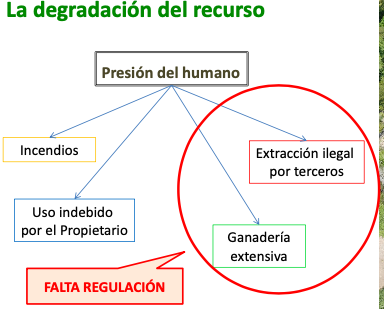 La degradación del recurso
Presión del humano
Incendios
Extracción ilegal
por terceros
Uso indebido
por el Propietario
Ganadería
extensiva
FALTA REGULACIÓN